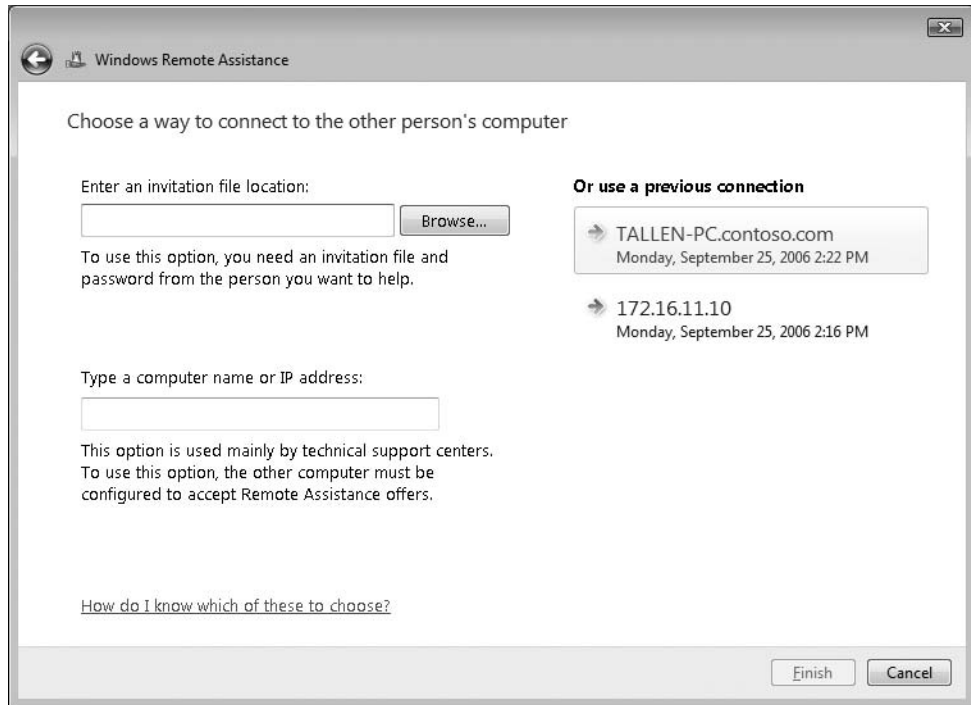 Windows Remote Assistance
Choose a way to connect to the other person's computer
Enter an invitation file location:
Browse...
To use this option, you need an invitation file and
password from the person you want to help.
Type a computer name or IP address:
This option is used mainly by technical support centers.
To use this option, the other computer must be
configured to accept Remote Assistance offers.
How do I know which of these to choose?
Or use a previous connection
TALLEN-PC.contoso.com
Monday, September 25, 2006 2:22 PM
172.16.11.10
Monday, September 25, 2006 2:16 PM
Finish
Cancel